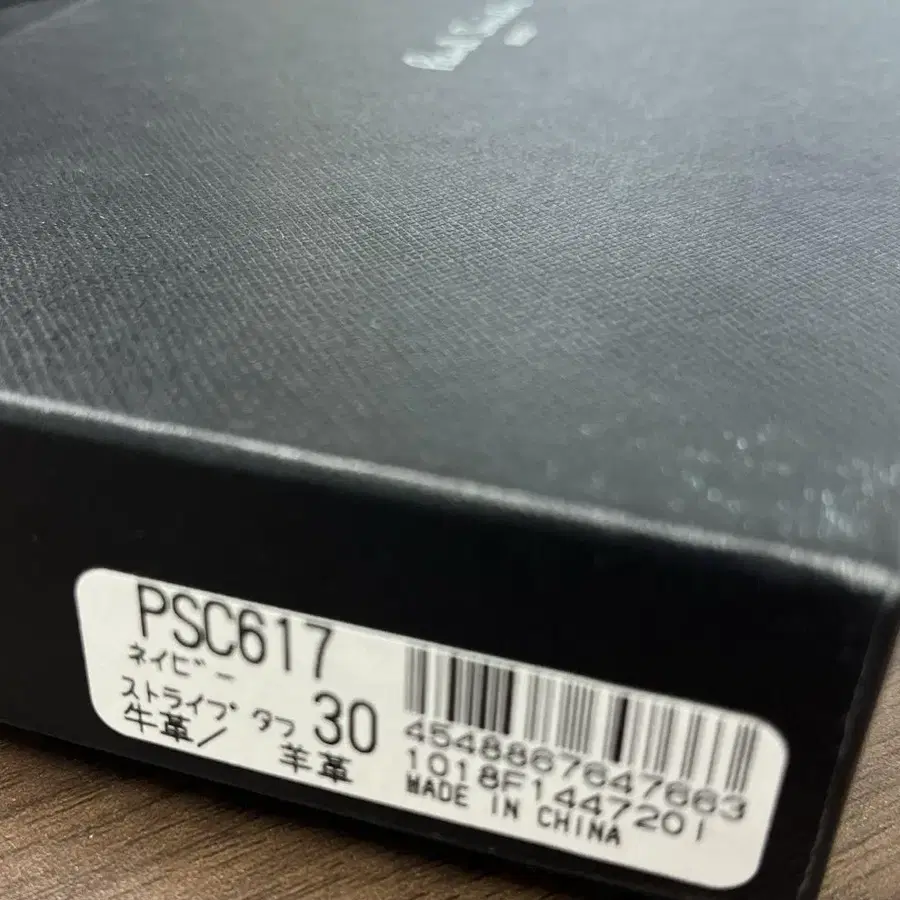 PSC617
ネイビー
ストライプ タフ 30
牛革/ 羊革
4548867647663
1018F1447201
MADE IN CHINA